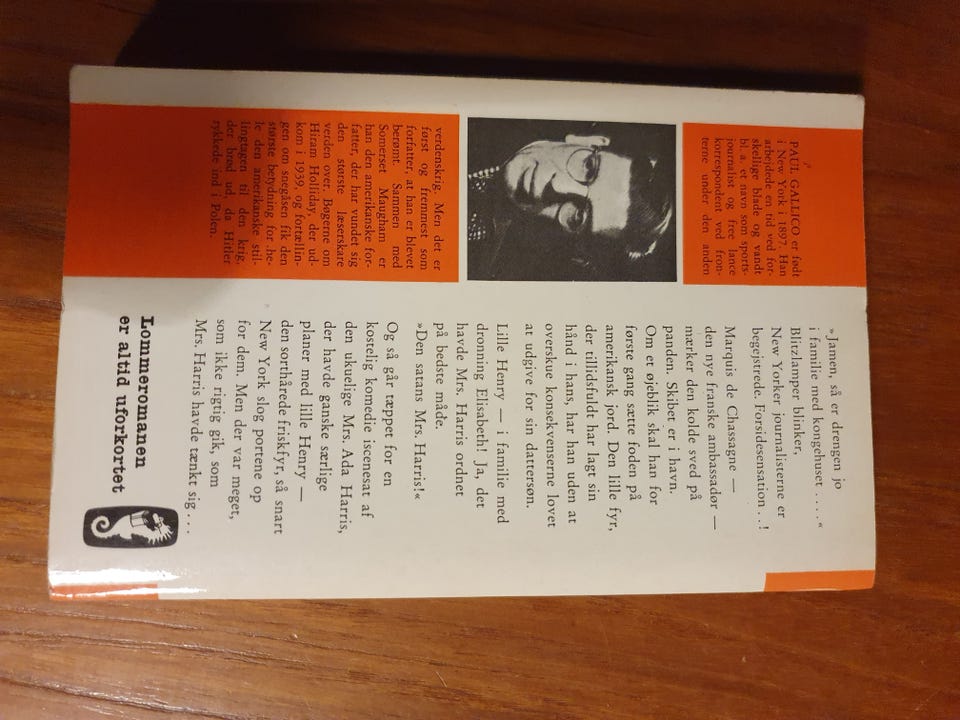 PAUL GALLICO er født
i New York i 1897. Han
arbejdede en tid ved for-
skellige blade og vandt
bl. a. et navn som sports-
journalist og free lance
korrespondent ved fron-
terne under den anden
verdenskrig. Men det er
først og fremmest som
forfatter, at han er blevet
berømt. Sammen med
Somerset Maugham er
han den amerikanske for-
fatter, der har vundet sig
den største læserskare
verden over. Bøgerne om
Hiram Holliday, der ud-
kom i 1939, og fortællin-
gen om snegåsen fik den
største betydning for he-
le den amerikanske stil-
lingtagen til den krig,
der brød ud, da Hitler
rykkede ind i Polen.
»Jamen, så er drengen jo
i familie med kongehuset . . . .«
Blitzlamper blinker,
New Yorker journalisterne er
begejstrede. Forsidesensation . . !
Marquis de Chassagne —
den nye franske ambassadør —
mærker den kolde sved på
panden. Skibet er i havn.
Om et øjeblik skal han for
første gang sætte foden på
amerikansk jord. Den lille fyr,
der tillidsfuldt har lagt sin
hånd i hans, har han uden at
overskue konsekvenserne lovet
at udgive for sin dattersøn.
Lille Henry — i familie med
dronning Elisabeth! Ja, det
havde Mrs. Harris ordnet
på bedste måde.
»Den satans Mrs. Harris!«
Og så går tæppet for en
kostelig komedie iscenesat af
den ukuelige Mrs. Ada Harris,
der havde ganske særlige
planer med lille Henry —
den sorthårede friskfyr, så snart
New York slog portene op
for dem. Men der var meget,
som ikke rigtig gik, som
Mrs. Harris havde tænkt sig . . .
Lommeromanen
er altid uforkortet